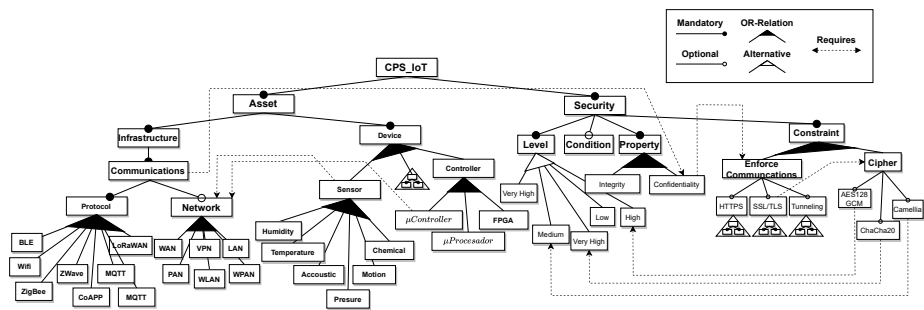 Mandatory
OR-Relation
Requires
Optional
Alternative
CPS_IoT
Asset
Security
Infrastructure
Device
Constraint
Communications
Level
Condition
Property
Enforce
Communcations
Cipher
Controller
Sensor
Very High
Integrity
Confidentiality
Protocol
Network
µController
FPGA
µProcesador
Low
High
HTTPS
SSL/TLS
Tunneling
AES128
GCM
Camellia
ChaCha20
Medium
Very High
BLE
LoRaWAN
WAN
VPN
LAN
Humidity
Chemical
Wifi
ZWave
MQTT
PAN
WLAN
WPAN
Temperature
Accoustic
Motion
ZigBee
CoAPP
MQTT
Presure